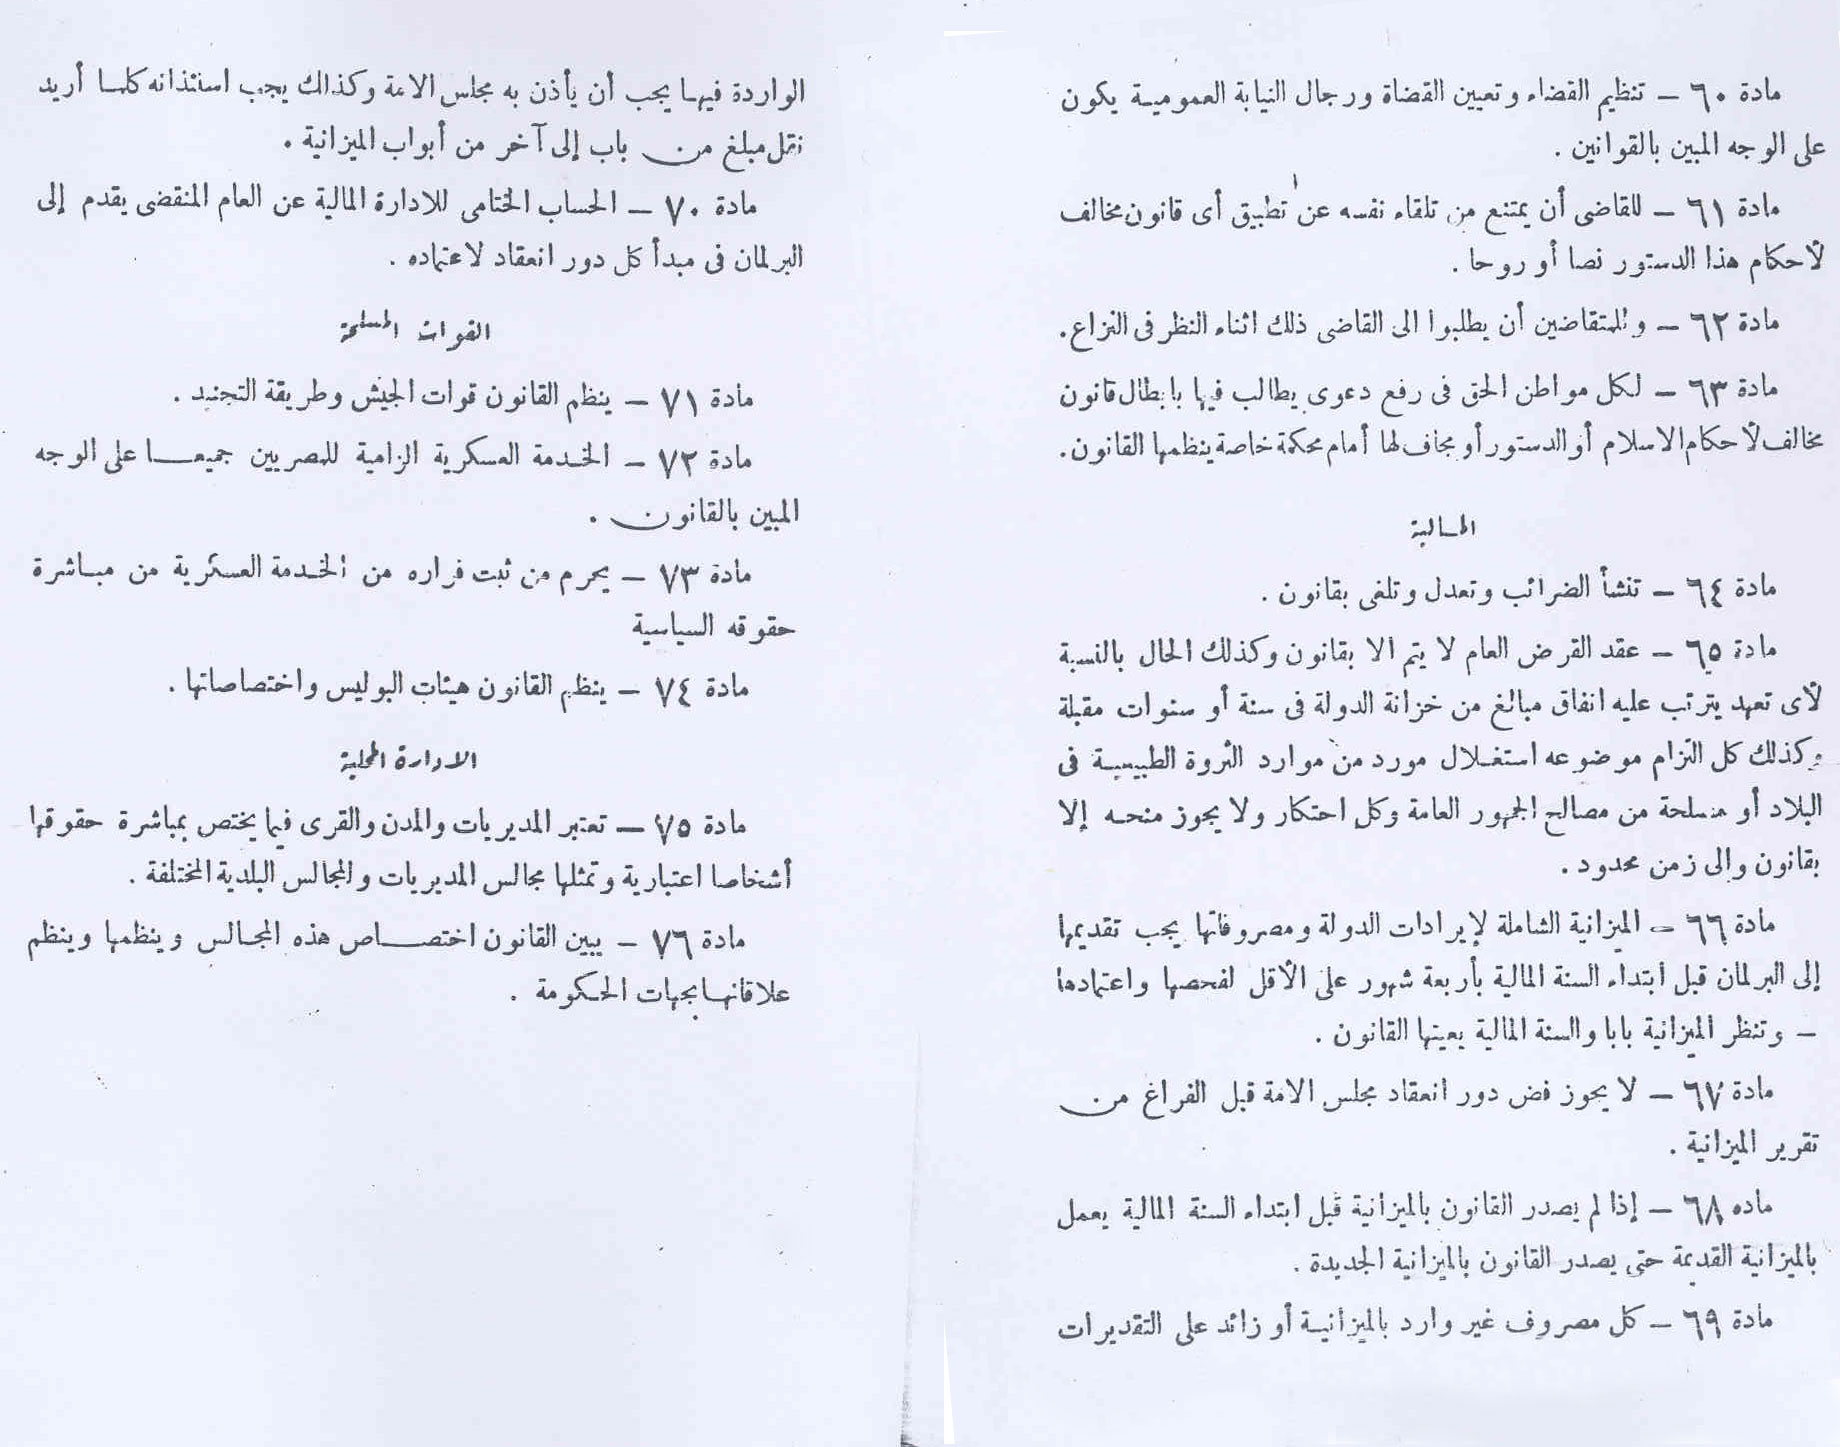 مادة ٦٠ – تنظيم القضاء وتعيين القضاة ورجال النيابة العمومية يكون
على الوجه المبين بالقوانين .
مادة ٦١ – للقاضى أن يمتنع من تلقاء نفسه عن تطبيق أى قانون مخالف
لأحكام هذا الدستور نصا أو روحا .
مادة ٦٢ – وللمتقاضين أن يطلبوا الى القاضى ذلك اثناء النظر فى النزاع .
مادة ٦٣ – لكل مواطن الحق فى رفع دعوى يطالب فيها بابطال قانون
مخالف لأحكام الاسلام أو الدستور أو مجاف لها أمام محكمة خاصة ينظمها القانون .
المالية
مادة ٦٤ – تنشأ الضرائب وتعدل وتلغى بقانون .
مادة ٦٥ – عقد القرض العام لا يتم الا بقانون وكذلك الحال بالنسبة
لأى تعهد يترتب عليه انفاق مبالغ من خزانة الدولة فى سنة أو سنوات مقبلة
وكذلك كل التزام موضوعه استغلال مورد من موارد الثروة الطبيعية فى
البلاد أو مصلحة من مصالح الجمهور العامة وكل احتكار ولا يجوز منحه إلا
بقانون وإلى زمن محدود .
مادة ٦٦ – الميزانية الشاملة لإيرادات الدولة ومصروفاتها يجب تقديمها
إلى البرلمان قبل ابتداء السنة المالية بأربعة شهور على الأقل لفحصها واعتمادها
– وتنظر الميزانية بابا والسنة المالية يعينها القانون .
مادة ٦٧ – لا يجوز فض دور انعقاد مجلس الامة قبل الفراغ من
تقرير الميزانية .
ماده ٦٨ – إذا لم يصدر القانون بالميزانية قبل ابتداء السنة المالية يعمل
بالميزانية القديمة حتى يصدر القانون بالميزانية الجديدة .
مادة ٦٩ – كل مصروف غير وارد بالميزانية أو زائد على التقديرات
الواردة فيها يجب أن يأذن به مجلس الامة وكذالك يجب استئذانه كلما أريد
نقل مبلغ من باب إلى آخر من أبواب الميزانية .
مادة ٧٠ – الحساب الختامى للادارة المالية عن العام المنقضى يقدم إلى
البرلمان فى مبدأ كل دور انعقاد لاعتماده .
القوات المسلحة
مادة ٧١ – ينظم القانون قوات الجيش وطريقة التجنيد .
مادة ٧٢ – الخدمة العسكرية الزامية للمصريين جميعا على الوجه
المبين بالقانون .
مادة ٧٣ – يحرم من ثبت فراره من الخدمة العسكرية من مباشرة
حقوقه السياسية
مادة ٧٤ – ينظم القانون هيئات البوليس واختصاصاتها .
الادارة المحلية
مادة ٧٥ – تعتبر المديريات والمدن والقرى فيما يختص بمباشرة حقوقها
أشخاصا اعتبارية وتمثلها مجالس المديريات والمجالس البلدية المختلفة .
مادة ٧٦ – يبين القانون اختصاص هذه المجالس وينظمها وينظم
علاقاتها بجهات الحكومة .